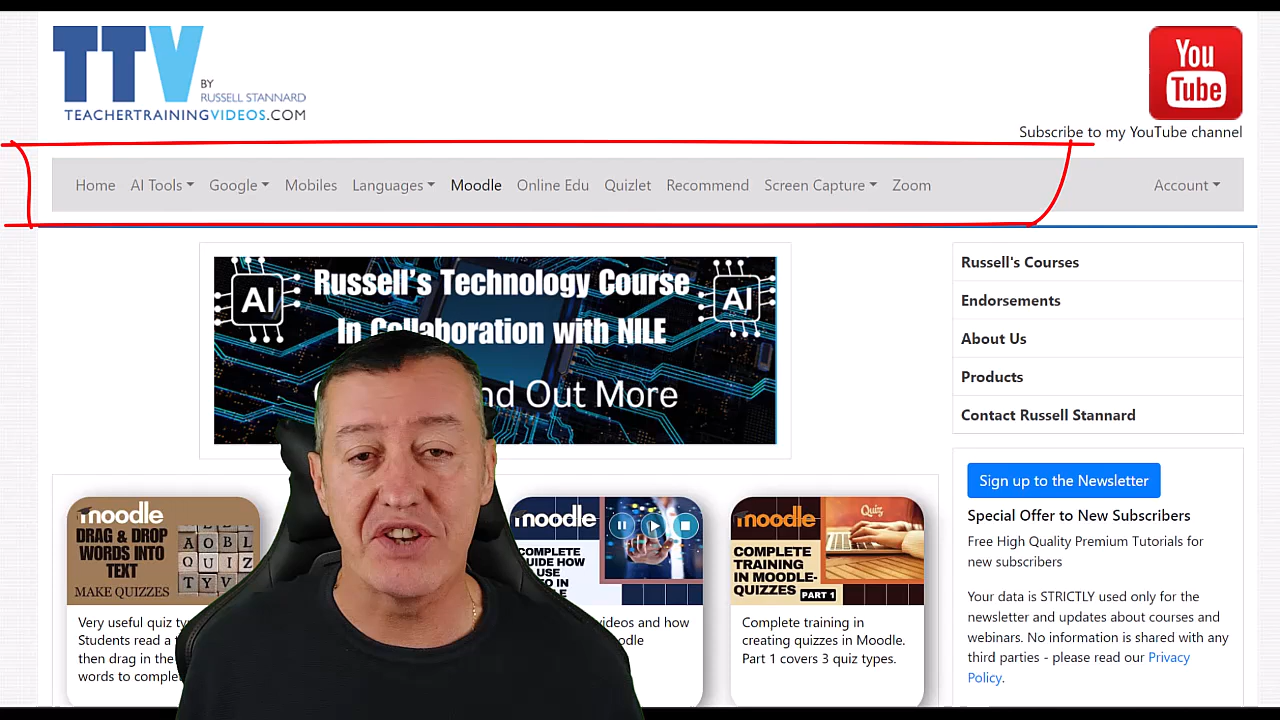 TTV
BY
RUSSELL STANNARD
TEACHERTRAININGVIDEOS.COM
You
Tube
Subscribe to my YouTube channel
Home AI Tools Google Mobiles Languages Moodle Online Edu Quizlet Recommend Screen Capture Zoom Account
AI Russell's Technology Course AI
In Collaboration with NILE
nd Out More
Russell's Courses
Endorsements
About Us
Products
Contact Russell Stannard
Sign up to the Newsletter
Special Offer to New Subscribers
Free High Quality Premium Tutorials for
new subscribers
Your data is STRICTLY used only for the
newsletter and updates about courses and
webinars. No information is shared with any
third parties - please read our Privacy
Policy.
moodle
DRAG & DROP
WORDS INTO
TEXT
MAKE QUIZZES
Very useful quiz
Students read a
then drag in the
words to
moodle
COMPLETE
GUIDE HOW
USE
IN
videos and how
moodle
COMPLETE
TRAINING
IN MOODLE-
QUIZZES PART 1
Quiz
Complete training in
creating quizzes in Moodle.
Part 1 covers 3 quiz types.